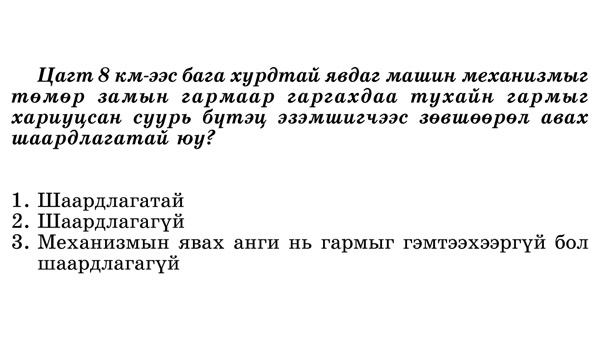 Цагт 8 км-ээс бага хурдтай явдаг машин механизмыг
төмөр замын гармаар гаргахдаа тухайн гармыг
хариуцсан суурь бүтэц эзэмшигчээс зөвшөөрөл авах
шаардлагатай юу?
1. Шаардлагатай
2. Шаардлагагүй
3. Механизмын явах анги нь гармыг гэмтээхээргүй бол
шаардлагагүй